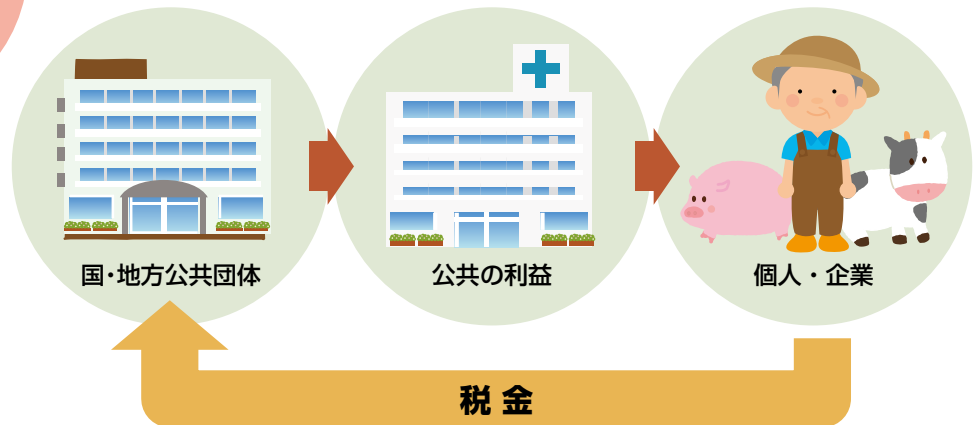 国・地方公共団体
公共の利益
個人・企業
税金